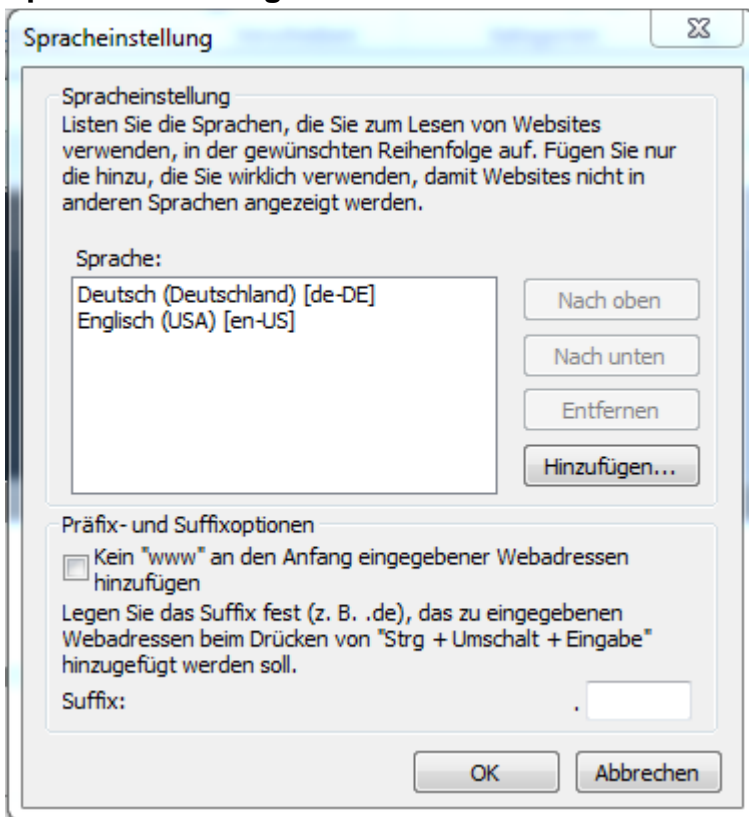 Spracheinstellung
Spracheinstellung
Listen Sie die Sprachen, die Sie zum Lesen von Websites
verwenden, in der gewünschten Reihenfolge auf. Fügen Sie nur
die hinzu, die Sie wirklich verwenden, damit Websites nicht in
anderen Sprachen angezeigt werden.
Sprache:
Deutsch (Deutschland) [de-DE]
Englisch (USA) [en-US]
Nach oben
Nach unten
Entfernen
Hinzufügen...
Präfix- und Suffixoptionen
Kein "www" an den Anfang eingegebener Webadressen
hinzufügen
Legen Sie das Suffix fest (z. B. .de), das zu eingegebenen
Webadressen beim Drücken von "Strg + Umschalt + Eingabe"
hinzugefügt werden soll.
Suffix: .
OK Abbrechen